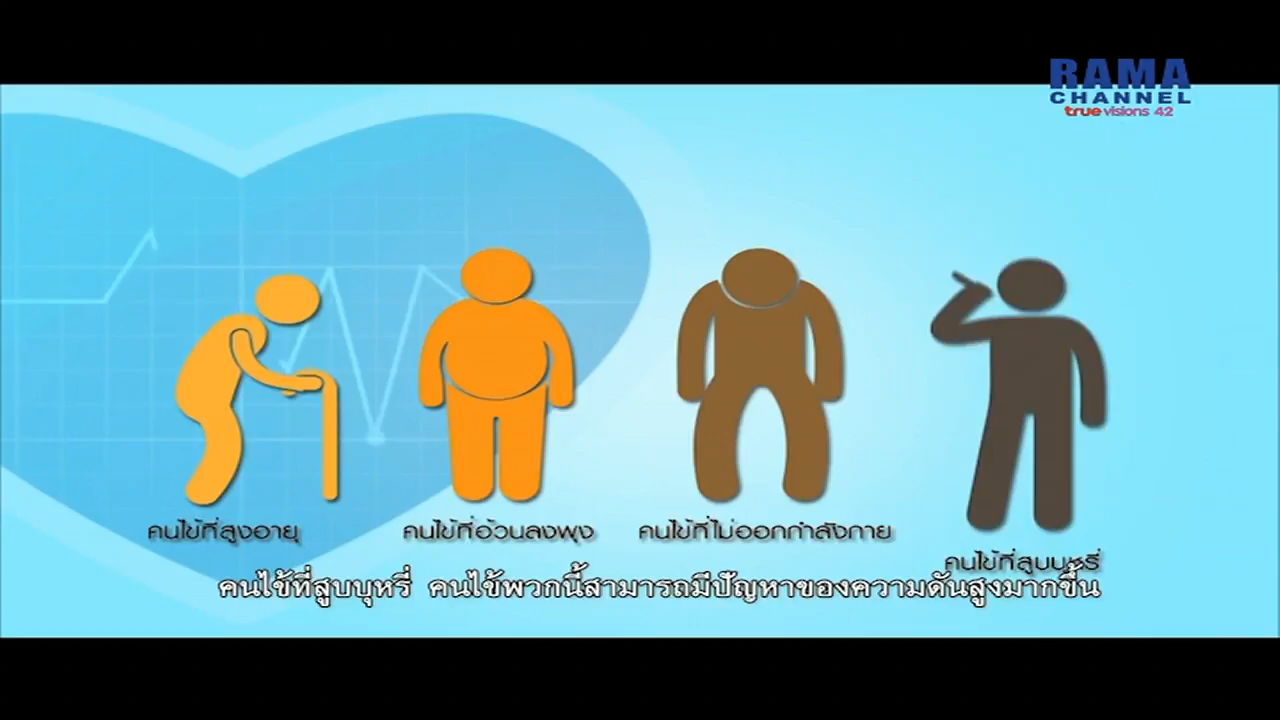 RAMA
CHANNEL
true visions 42
คนไข้ที่สูงอายุ
คนไข้ที่อ้วนลงพุง
คนไข้ที่ไม่ออกกำลังกาย
คนไข้ที่สูบบุหรี่
คนไข้ที่สูบบุหรี่ คนไข้พวกนี้สามารถมีปัญหาของความดันสูงมากขึ้น